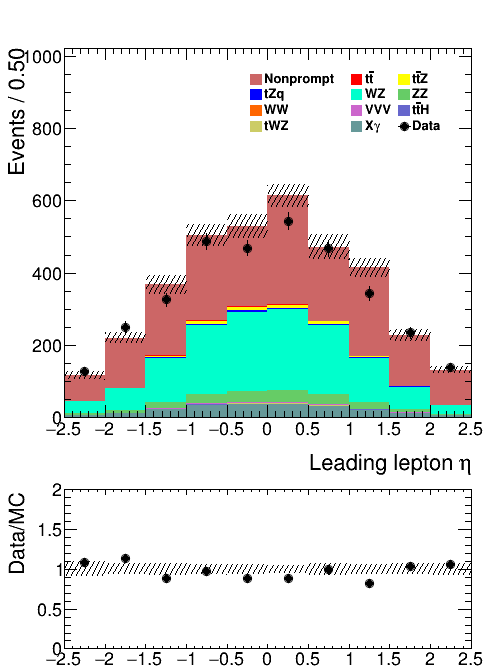 Events / 0.50
1000
800
600
400
200
0
Nonprompt tt̄ tt̄Z
tZq WZ ZZ
WW VVV tt̄H
tWZ Xγ Data
−2.5 −2 −1.5 −1 −0.5 0 0.5 1 1.5 2 2.5
Leading lepton η
Data/MC
2
1.5
1
0.5
0
−2.5 −2 −1.5 −1 −0.5 0 0.5 1 1.5 2 2.5